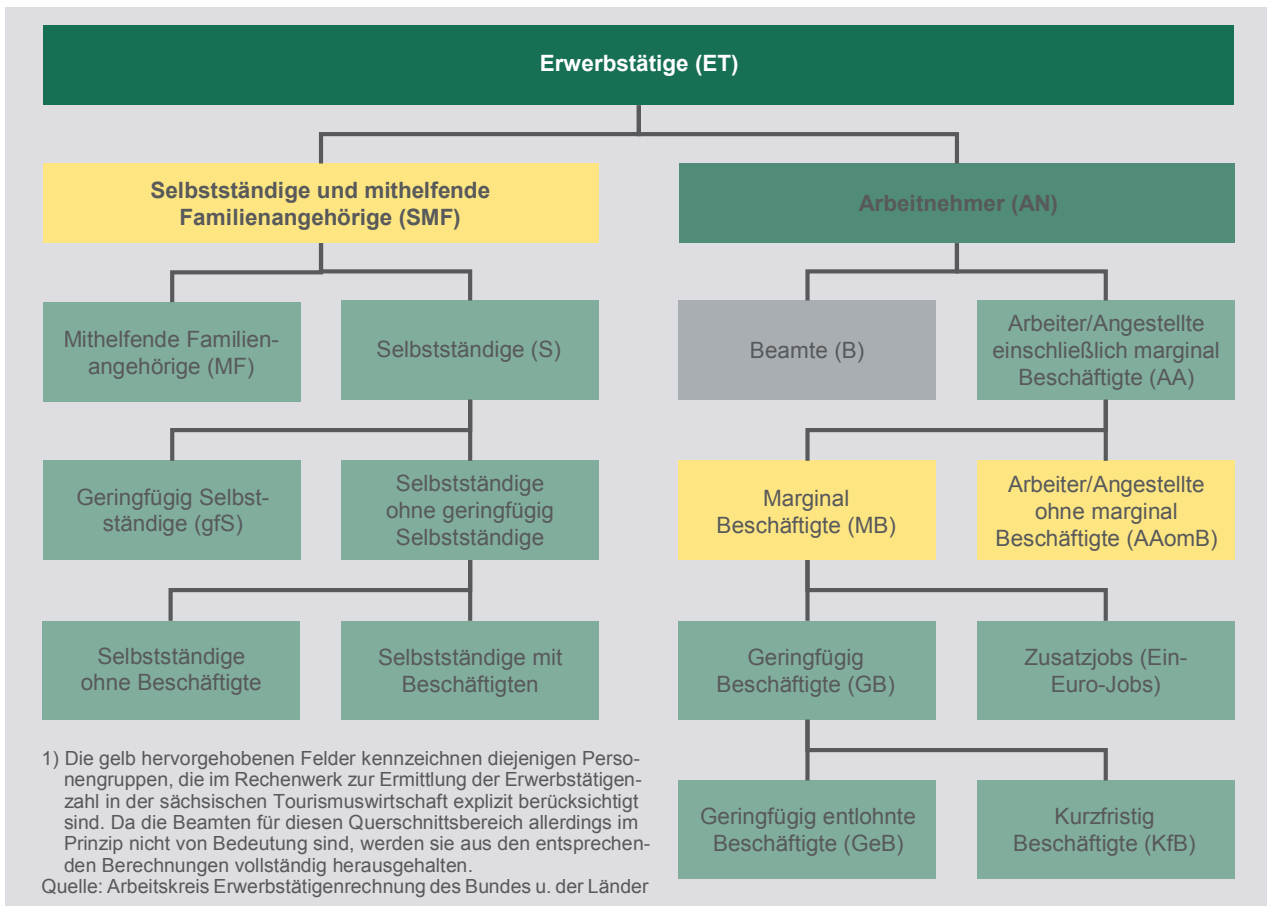 Erwerbstätige (ET)
Selbstständige und mithelfende
Familienangehörige (SMF)
Arbeitnehmer (AN)
Mithelfende Familien-
angehörige (MF)
Selbstständige (S)
Beamte (B)
Arbeiter/Angestellte
einschließlich marginal
Beschäftigte (AA)
Geringfügig Selbst-
ständige (gfS)
Selbstständige
ohne geringfügig
Selbstständige
Marginal
Beschäftigte (MB)
Arbeiter/Angestellte
ohne marginal
Beschäftigte (AAomB)
Selbstständige
ohne Beschäftigte
Selbstständige mit
Beschäftigten
Geringfügig
Beschäftigte (GB)
Zusatzjobs (Ein-
Euro-Jobs)
Geringfügig entlohnte
Beschäftigte (GeB)
Kurzfristig
Beschäftigte (KfB)
1) Die gelb hervorgehobenen Felder kennzeichnen diejenigen Perso-
nengruppen, die im Rechenwerk zur Ermittlung der Erwerbstätigen-
zahl in der sächsischen Tourismuswirtschaft explizit berücksichtigt
sind. Da die Beamten für diesen Querschnittsbereich allerdings im
Prinzip nicht von Bedeutung sind, werden sie aus den entsprechen-
den Berechnungen vollständig herausgehalten.
Quelle: Arbeitskreis Erwerbstätigenrechnung des Bundes u. der Länder